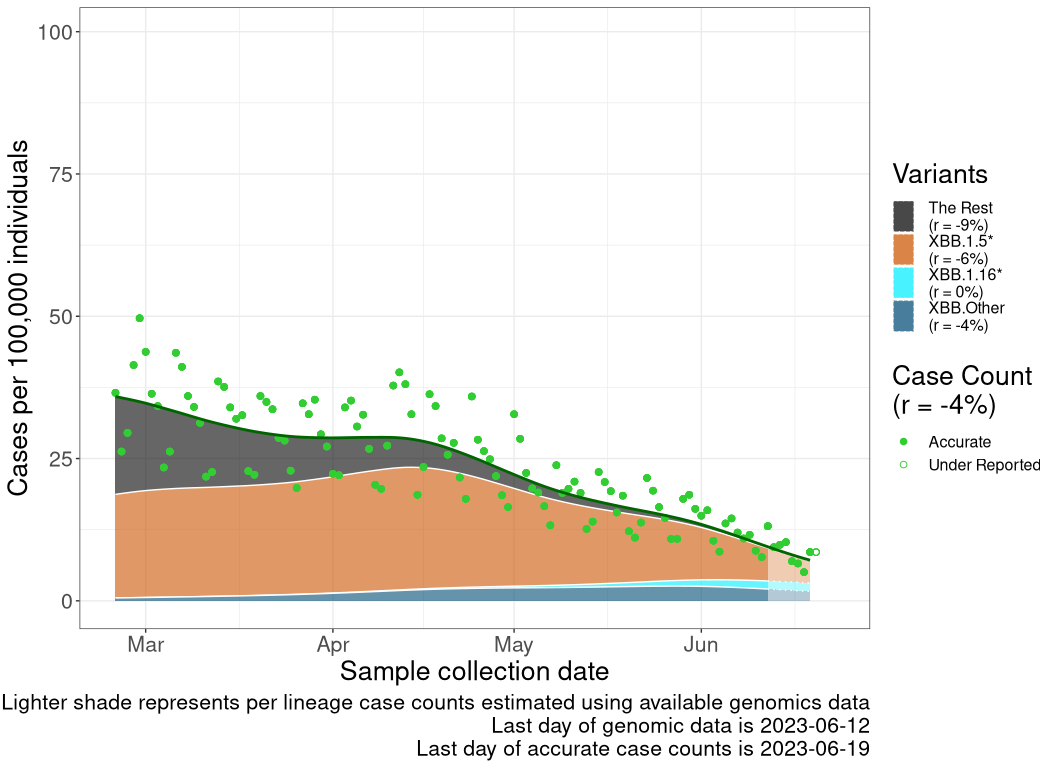 100
75
50
25
0
Cases per 100,000 individuals
Mar
Apr
May
Jun
Sample collection date
Variants
The Rest
(r = -9%)
XBB.1.5*
(r = -6%)
XBB.1.16*
(r = 0%)
XBB.Other
(r = -4%)
Case Count
(r = -4%)
Accurate
Under Reported
Lighter shade represents per lineage case counts estimated using available genomics data
Last day of genomic data is 2023-06-12
Last day of accurate case counts is 2023-06-19